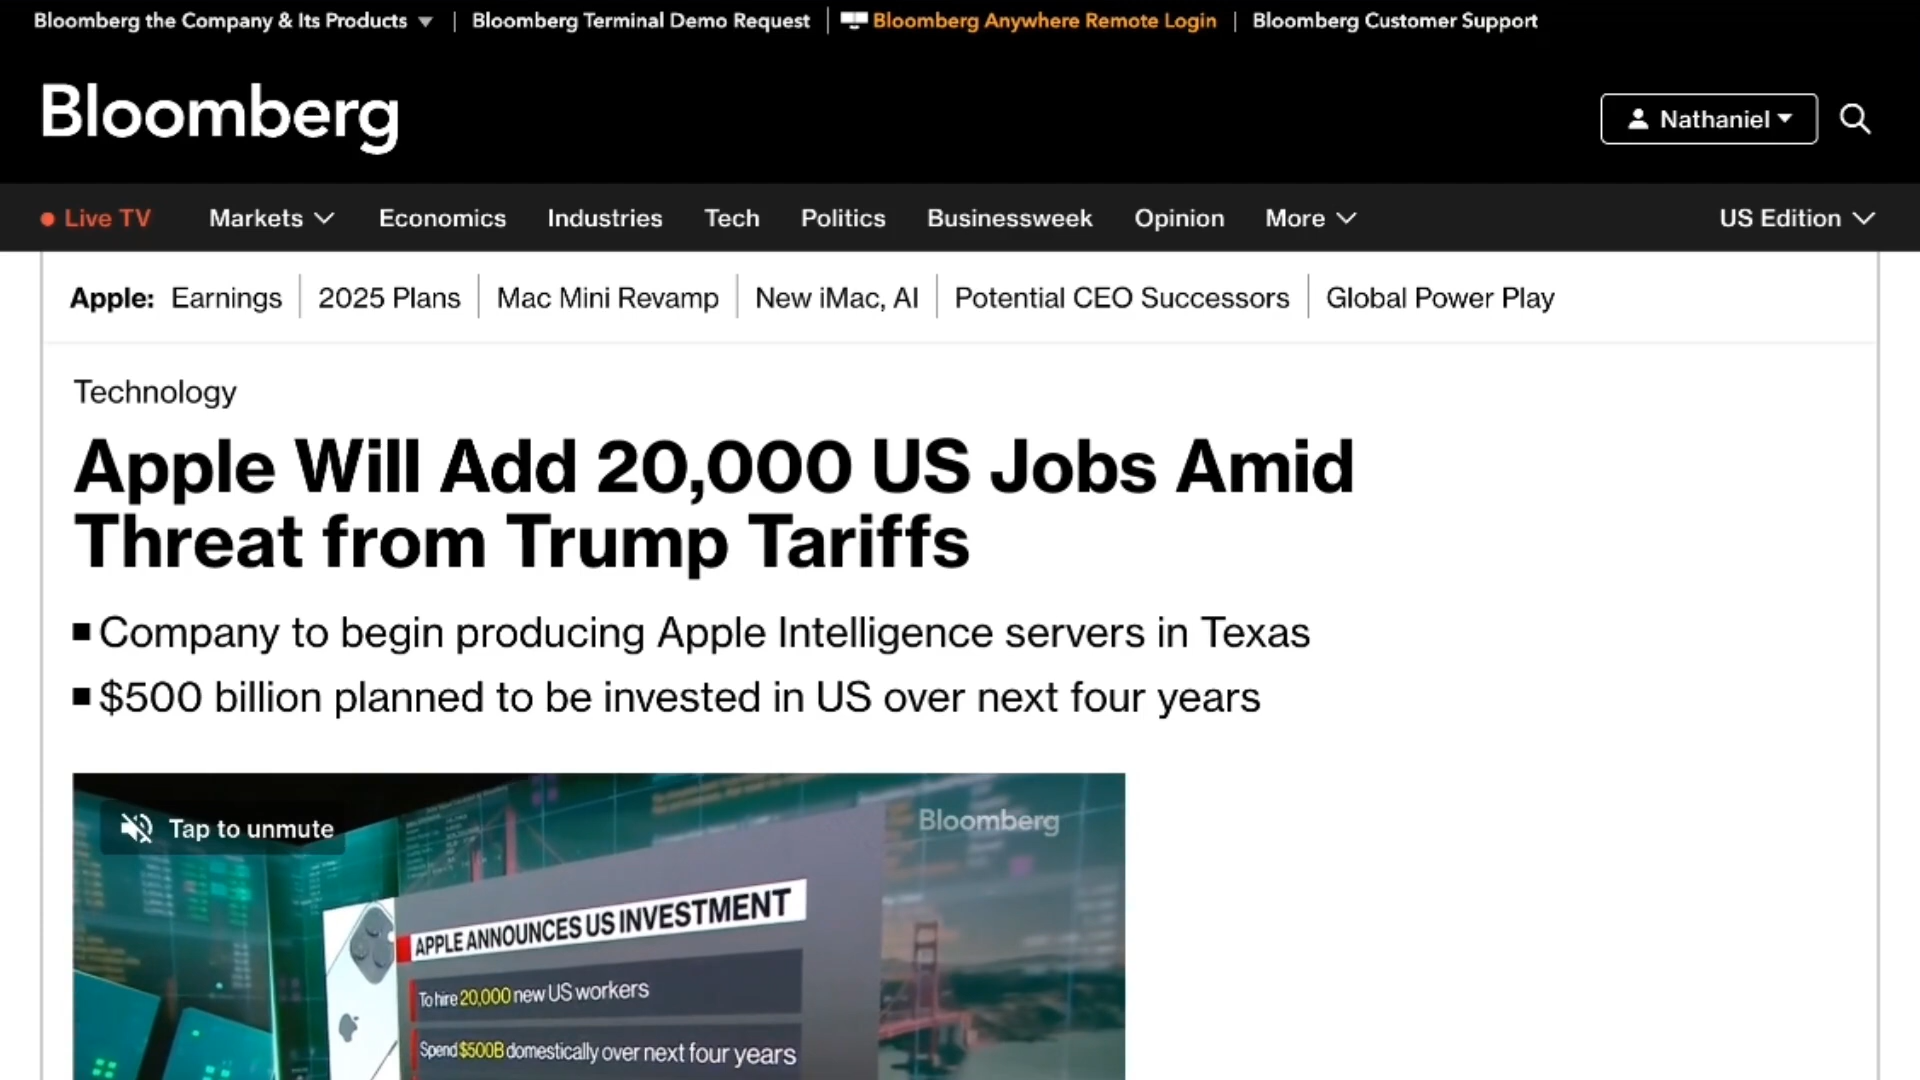 Bloomberg the Company & Its Products ▼ | Bloomberg Terminal Demo Request | Bloomberg Anywhere Remote Login | Bloomberg Customer Support
Bloomberg
Nathaniel
Live TV Markets Economics Industries Tech Politics Businessweek Opinion More US Edition
Apple: Earnings | 2025 Plans | Mac Mini Revamp | New iMac, AI | Potential CEO Successors | Global Power Play
Technology
Apple Will Add 20,000 US Jobs Amid
Threat from Trump Tariffs
■ Company to begin producing Apple Intelligence servers in Texas
■ $500 billion planned to be invested in US over next four years
Tap to unmute
Bloomberg
APPLE ANNOUNCES US INVESTMENT
To hire 20,000 new US workers
Spend $500B domestically over next four years